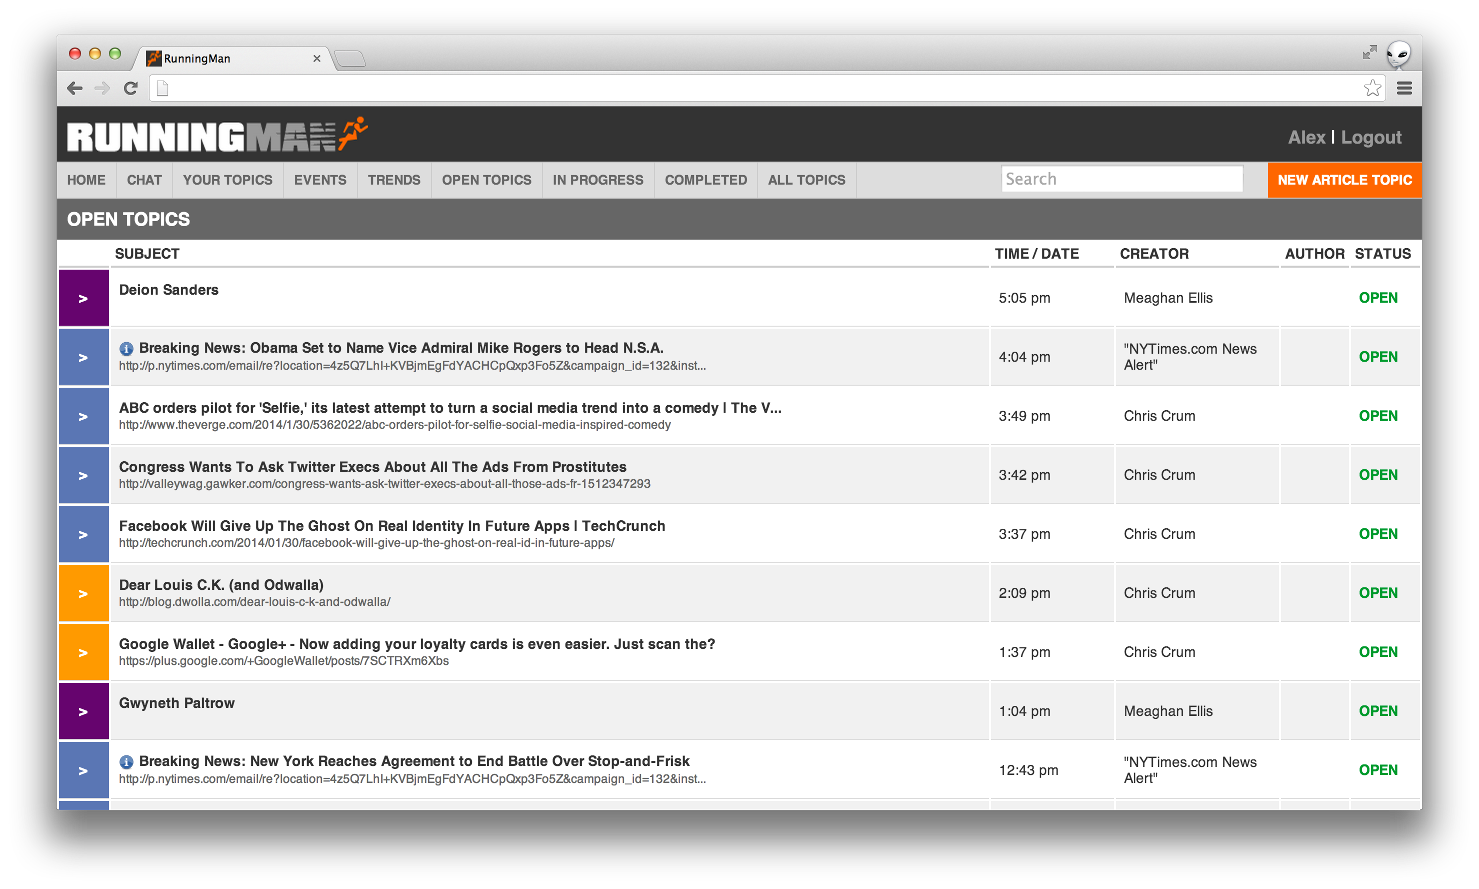 RunningMan
RUNNINGMAN
Alex | Logout
HOME CHAT YOUR TOPICS EVENTS TRENDS OPEN TOPICS IN PROGRESS COMPLETED ALL TOPICS Search NEW ARTICLE TOPIC
OPEN TOPICS
SUBJECT TIME / DATE CREATOR AUTHOR STATUS
> Deion Sanders 5:05 pm Meaghan Ellis OPEN
Breaking News: Obama Set to Name Vice Admiral Mike Rogers to Head N.S.A.
http://p.nytimes.com/email/re?location=4z5Q7LhI+KVBjmEgFdYACHCpQxp3Fo5Z&campaign_id=132&inst...
> 4:04 pm "NYTimes.com News OPEN
Alert"
ABC orders pilot for 'Selfie,' its latest attempt to turn a social media trend into a comedy | The V...
http://www.theverge.com/2014/1/30/5362022/abc-orders-pilot-for-selfie-social-media-inspired-comedy
> 3:49 pm Chris Crum OPEN
Congress Wants To Ask Twitter Execs About All The Ads From Prostitutes
http://valleywag.gawker.com/congress-wants-ask-twitter-execs-about-all-those-ads-fr-1512347293
> 3:42 pm Chris Crum OPEN
Facebook Will Give Up The Ghost On Real Identity In Future Apps | TechCrunch
http://techcrunch.com/2014/01/30/facebook-will-give-up-the-ghost-on-real-id-in-future-apps/
> 3:37 pm Chris Crum OPEN
Dear Louis C.K. (and Odwalla)
http://blog.dwolla.com/dear-louis-c-k-and-odwalla/
> 2:09 pm Chris Crum OPEN
Google Wallet - Google+ - Now adding your loyalty cards is even easier. Just scan the?
https://plus.google.com/+GoogleWallet/posts/7SCTRXm6Xbs
> 1:37 pm Chris Crum OPEN
> Gwyneth Paltrow 1:04 pm Meaghan Ellis OPEN
Breaking News: New York Reaches Agreement to End Battle Over Stop-and-Frisk
http://p.nytimes.com/email/re?location=4z5Q7LhI+KVBjmEgFdYACHCpQxp3Fo5Z&campaign_id=132&inst...
> 12:43 pm "NYTimes.com News OPEN
Alert"